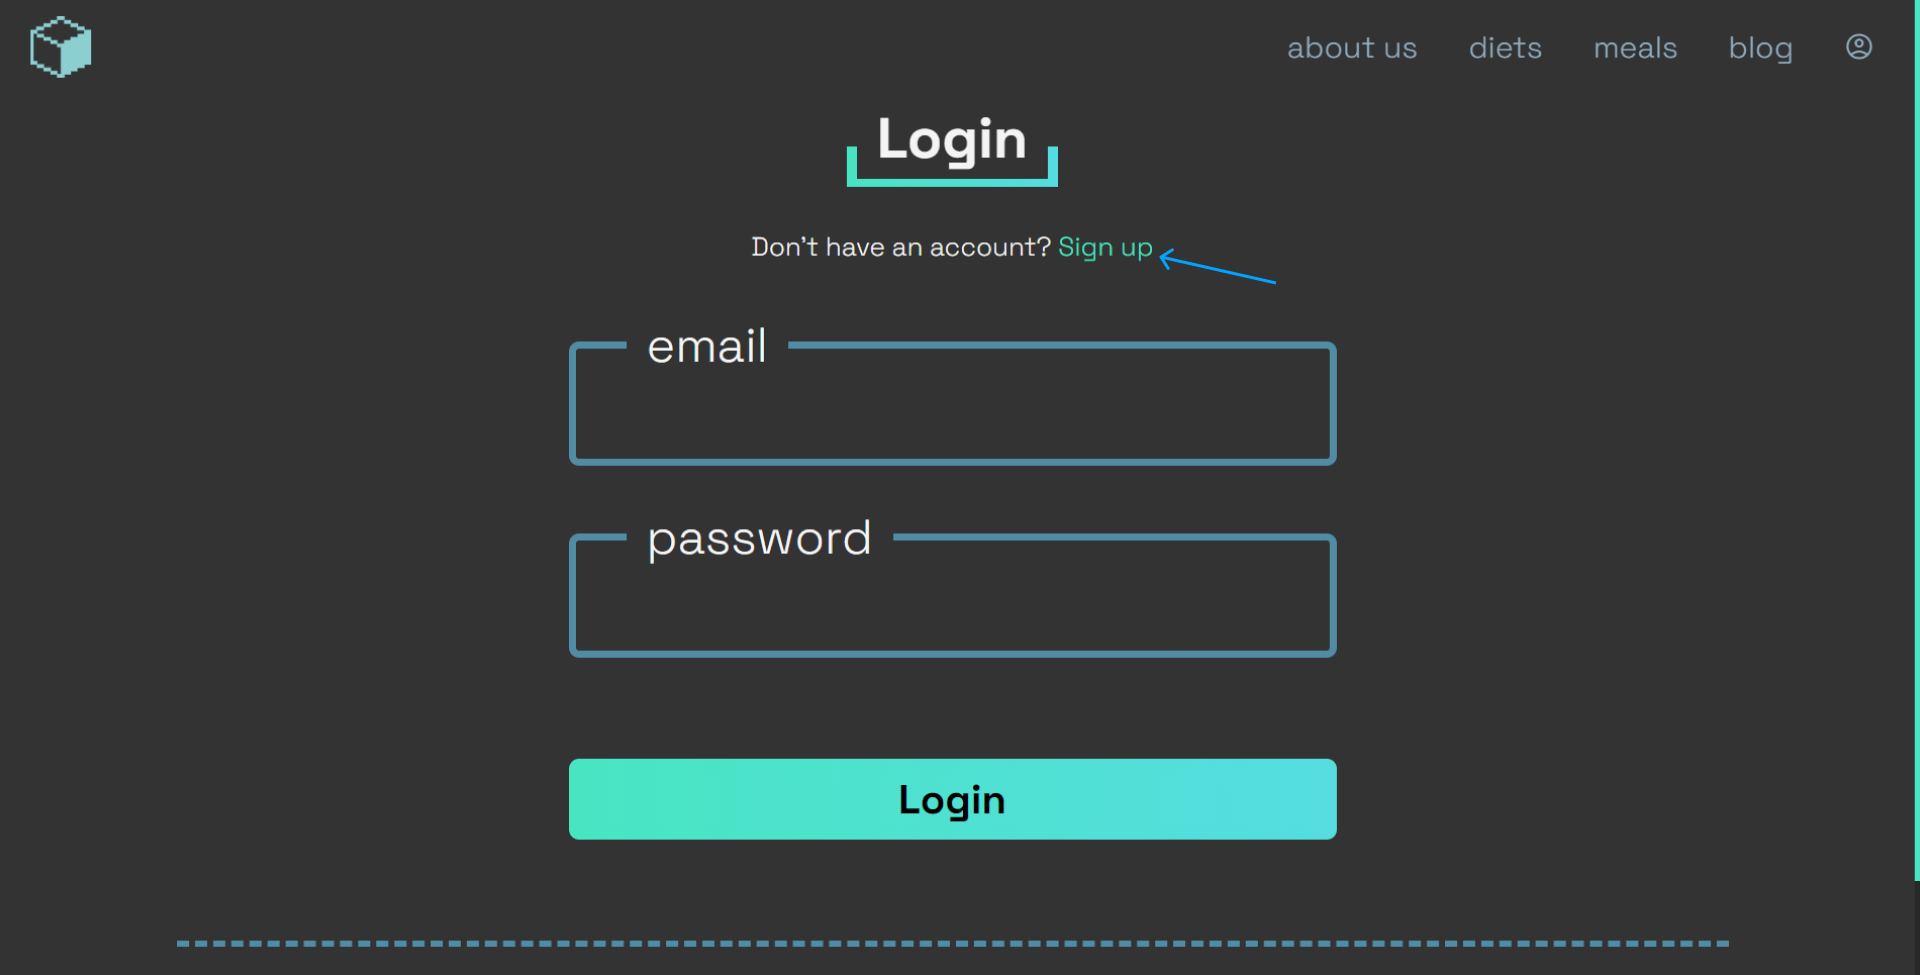 about us diets meals blog
Login
Don't have an account? Sign up
email
password
Login